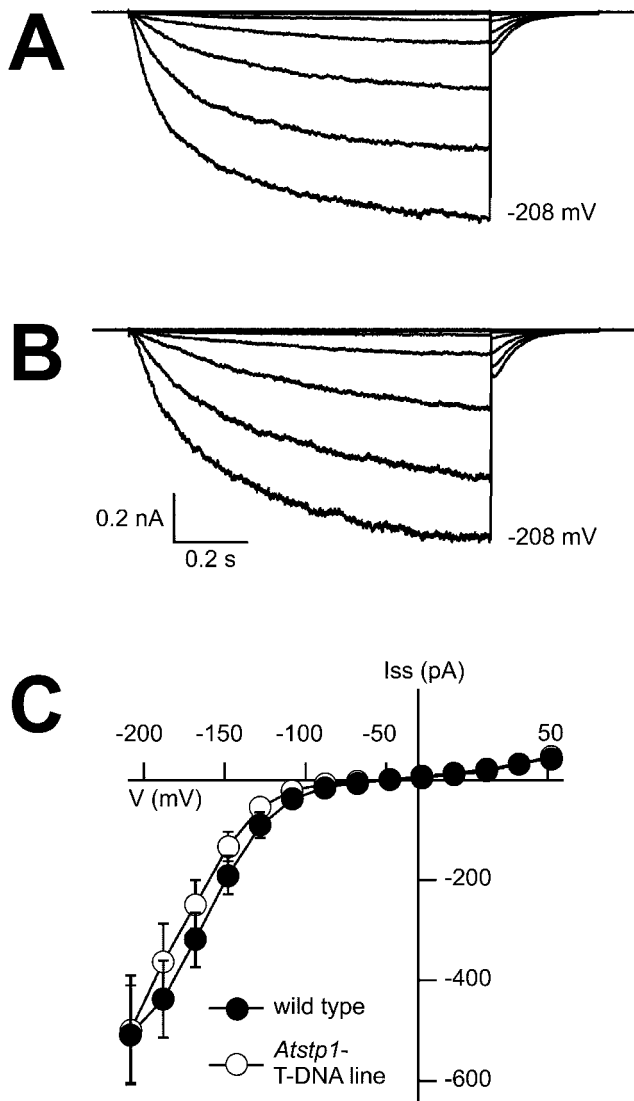 A
-208 mV
B
0.2 nA
0.2 s
-208 mV
C
Iss (pA)
-200 -150 -100 -50 50
V (mV)
-200
-400
-600
wild type
Atstp1-
T-DNA line